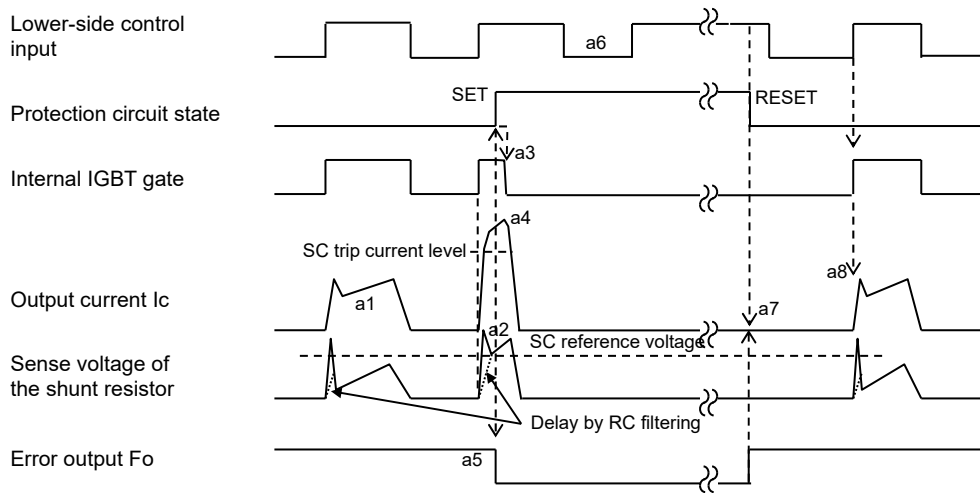 Lower-side control
input
a6
SET
RESET
Protection circuit state
a3
Internal IGBT gate
a4
SC trip current level
a8
Output current Ic
a1
a7
a2
SC reference voltage
Sense voltage of
the shunt resistor
Delay by RC filtering
Error output Fo
a5